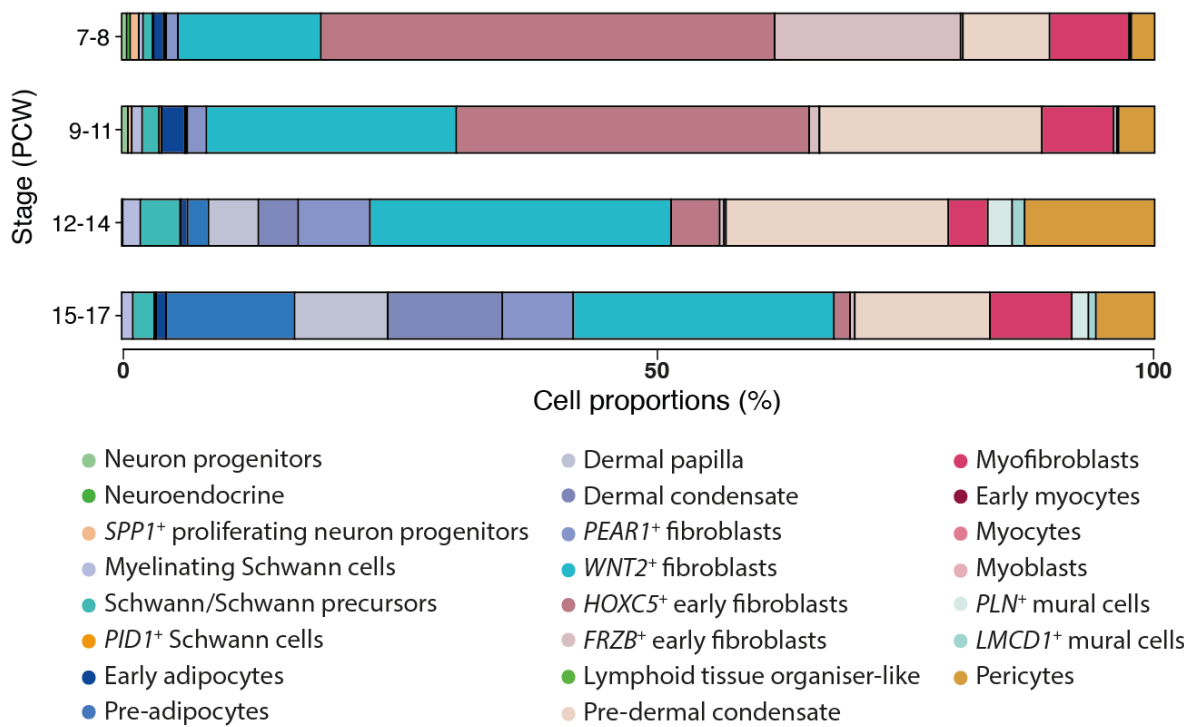 Stage (PCW)
7-8
9-11
12-14
15-17
0 50 100
Cell proportions (%)
Neuron progenitors
Neuroendocrine
SPP1+ proliferating neuron progenitors
Myelinating Schwann cells
Schwann/Schwann precursors
PID1+ Schwann cells
Early adipocytes
Pre-adipocytes
Dermal papilla
Dermal condensate
PEAR1+ fibroblasts
WNT2+ fibroblasts
HOXC5+ early fibroblasts
FRZB+ early fibroblasts
Lymphoid tissue organiser-like
Pre-dermal condensate
Myofibroblasts
Early myocytes
Myocytes
Myoblasts
PLN+ mural cells
LMCD1+ mural cells
Pericytes